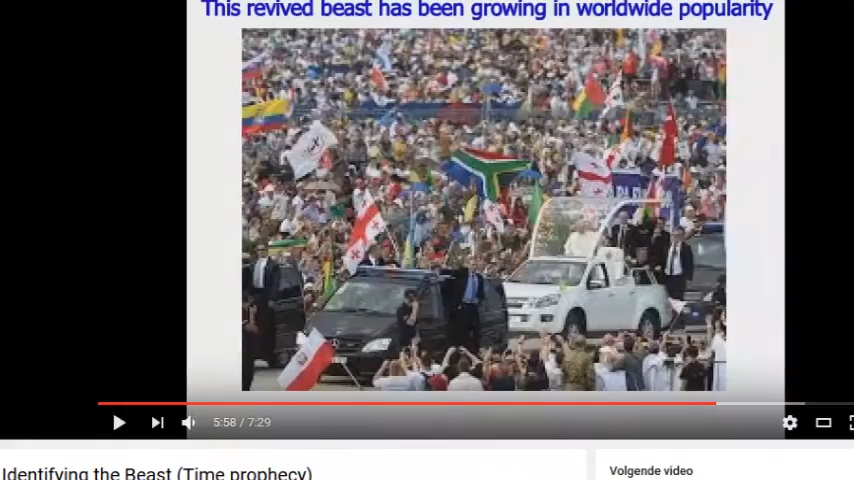 This revived beast has been growing in worldwide popularity
5:58 / 7:29
Identifying the Beast (Time prophecy)
Volgende video